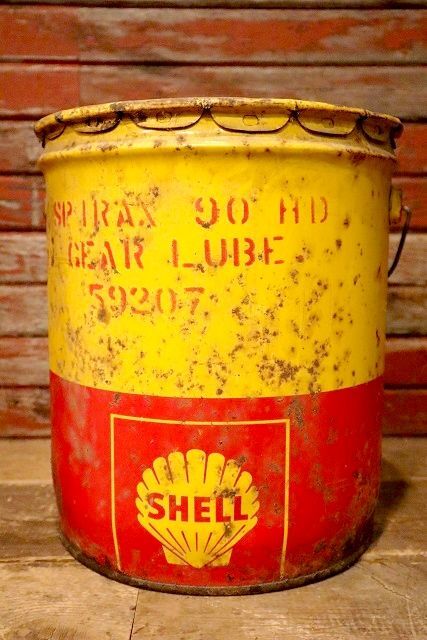 SPIRAX 90 HD
GEAR LUBE
59207
SHELL